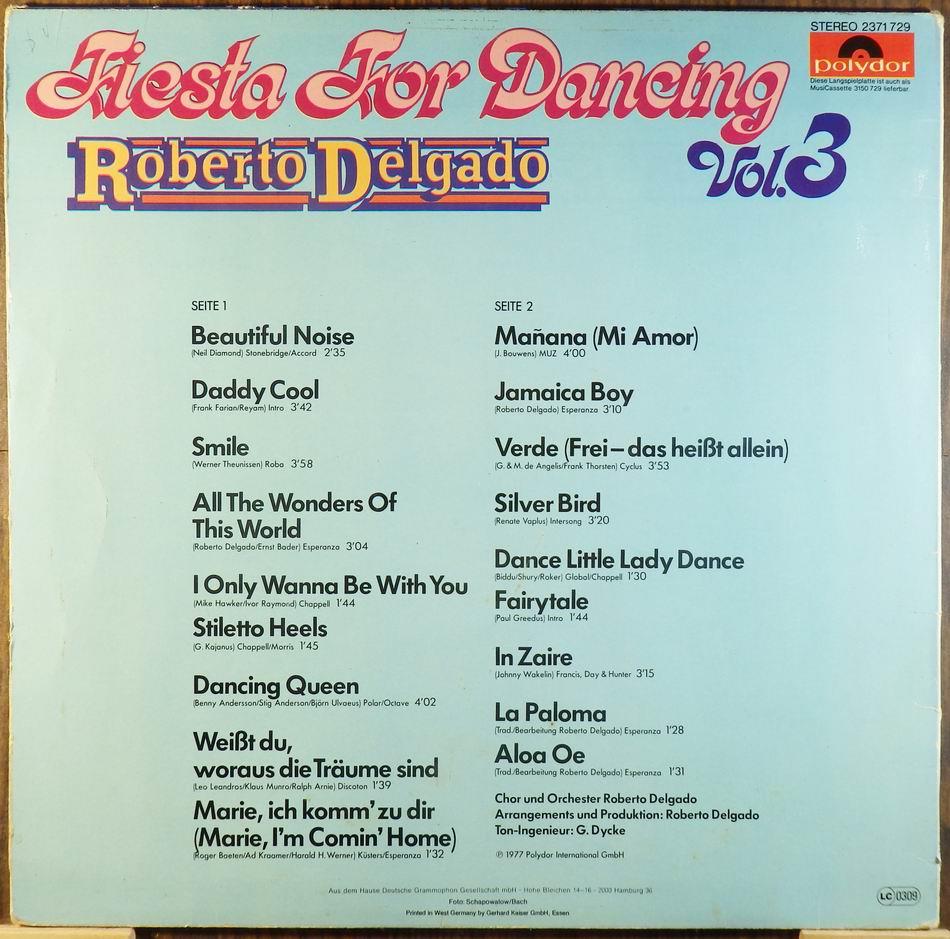 STEREO 2371 729
Fiesta For Dancing
polydor
Diese Langspielplatte ist auch als
MusiCassette 3150 729 lieferbar.
Roberto Delgado
Vol.3
SEITE 1
Beautiful Noise
(Neil Diamond) Stonebridge/Accord 2'35
Daddy Cool
(Frank Farian/Reyam) Intro 3'42
Smile
(Werner Theunissen) Roba 3'58
All The Wonders Of
This World
(Roberto Delgado/Ernst Bader) Esperanza 3'04
I Only Wanna Be With You
(Mike Hawker/Ivor Raymond) Chappell 1'44
Stiletto Heels
(G. Kajanus) Chappell/Morris 1'45
Dancing Queen
(Benny Andersson/Stig Anderson/Björn Ulvaeus) Polar/Octave 4'02
Weißt du,
woraus die Träume sind
(Leo Leandros/Klaus Munro/Ralph Arnie) Discoton 1'39
Marie, ich komm' zu dir
(Marie, I'm Comin' Home)
(Roger Baeten/Ad Kraamer/Harald H. Werner) Küsters/Esperanza 1'32
SEITE 2
Mañana (Mi Amor)
(J. Bouwens) MUZ 4'00
Jamaica Boy
(Roberto Delgado) Esperanza 3'10
Verde (Frei – das heißt allein)
(G. & M. de Angelis/Frank Thorsten) Cyclus 3'53
Silver Bird
(Renate Vaplus) Intersong 3'20
Dance Little Lady Dance
(Biddu/Shury/Roker) Global/Chappell 1'30
Fairytale
(Paul Greedus) Intro 1'44
In Zaire
(Johnny Wakelin) Francis, Day & Hunter 3'15
La Paloma
(Trad./Bearbeitung Roberto Delgado) Esperanza 1'28
Aloa Oe
(Trad./Bearbeitung Roberto Delgado) Esperanza 1'31
Chor und Orchester Roberto Delgado
Arrangements und Produktion: Roberto Delgado
Ton-Ingenieur: G. Dycke
℗ 1977 Polydor International GmbH
Aus dem Hause Deutsche Grammophon Gesellschaft mbH - Hohe Bleichen 14-16 - 2000 Hamburg 36
Foto: Schapowalow/Bach
Printed in West Germany by Gerhard Kaiser GmbH, Essen
LC 0309